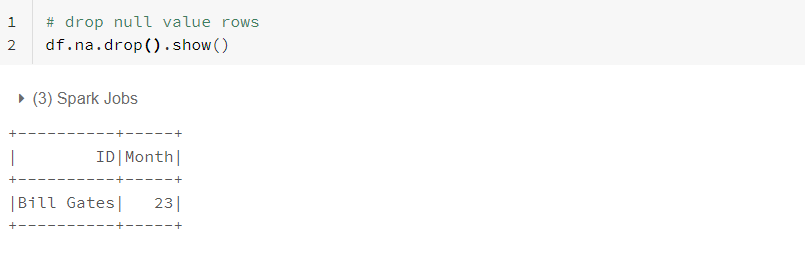 1 # drop null value rows
2 df.na.drop().show()
(3) Spark Jobs
+----------+-----+
|        ID|Month|
+----------+-----+
|Bill Gates|   23|
+----------+-----+